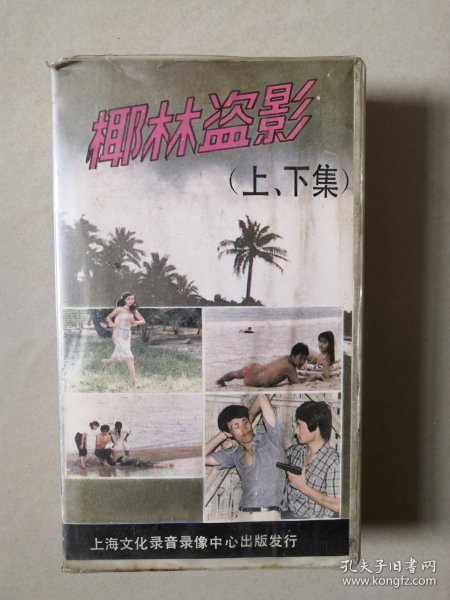 椰林盗影
(上、下集)
上海文化录音录像中心出版发行
孔夫子旧书网
www.kongfz.com